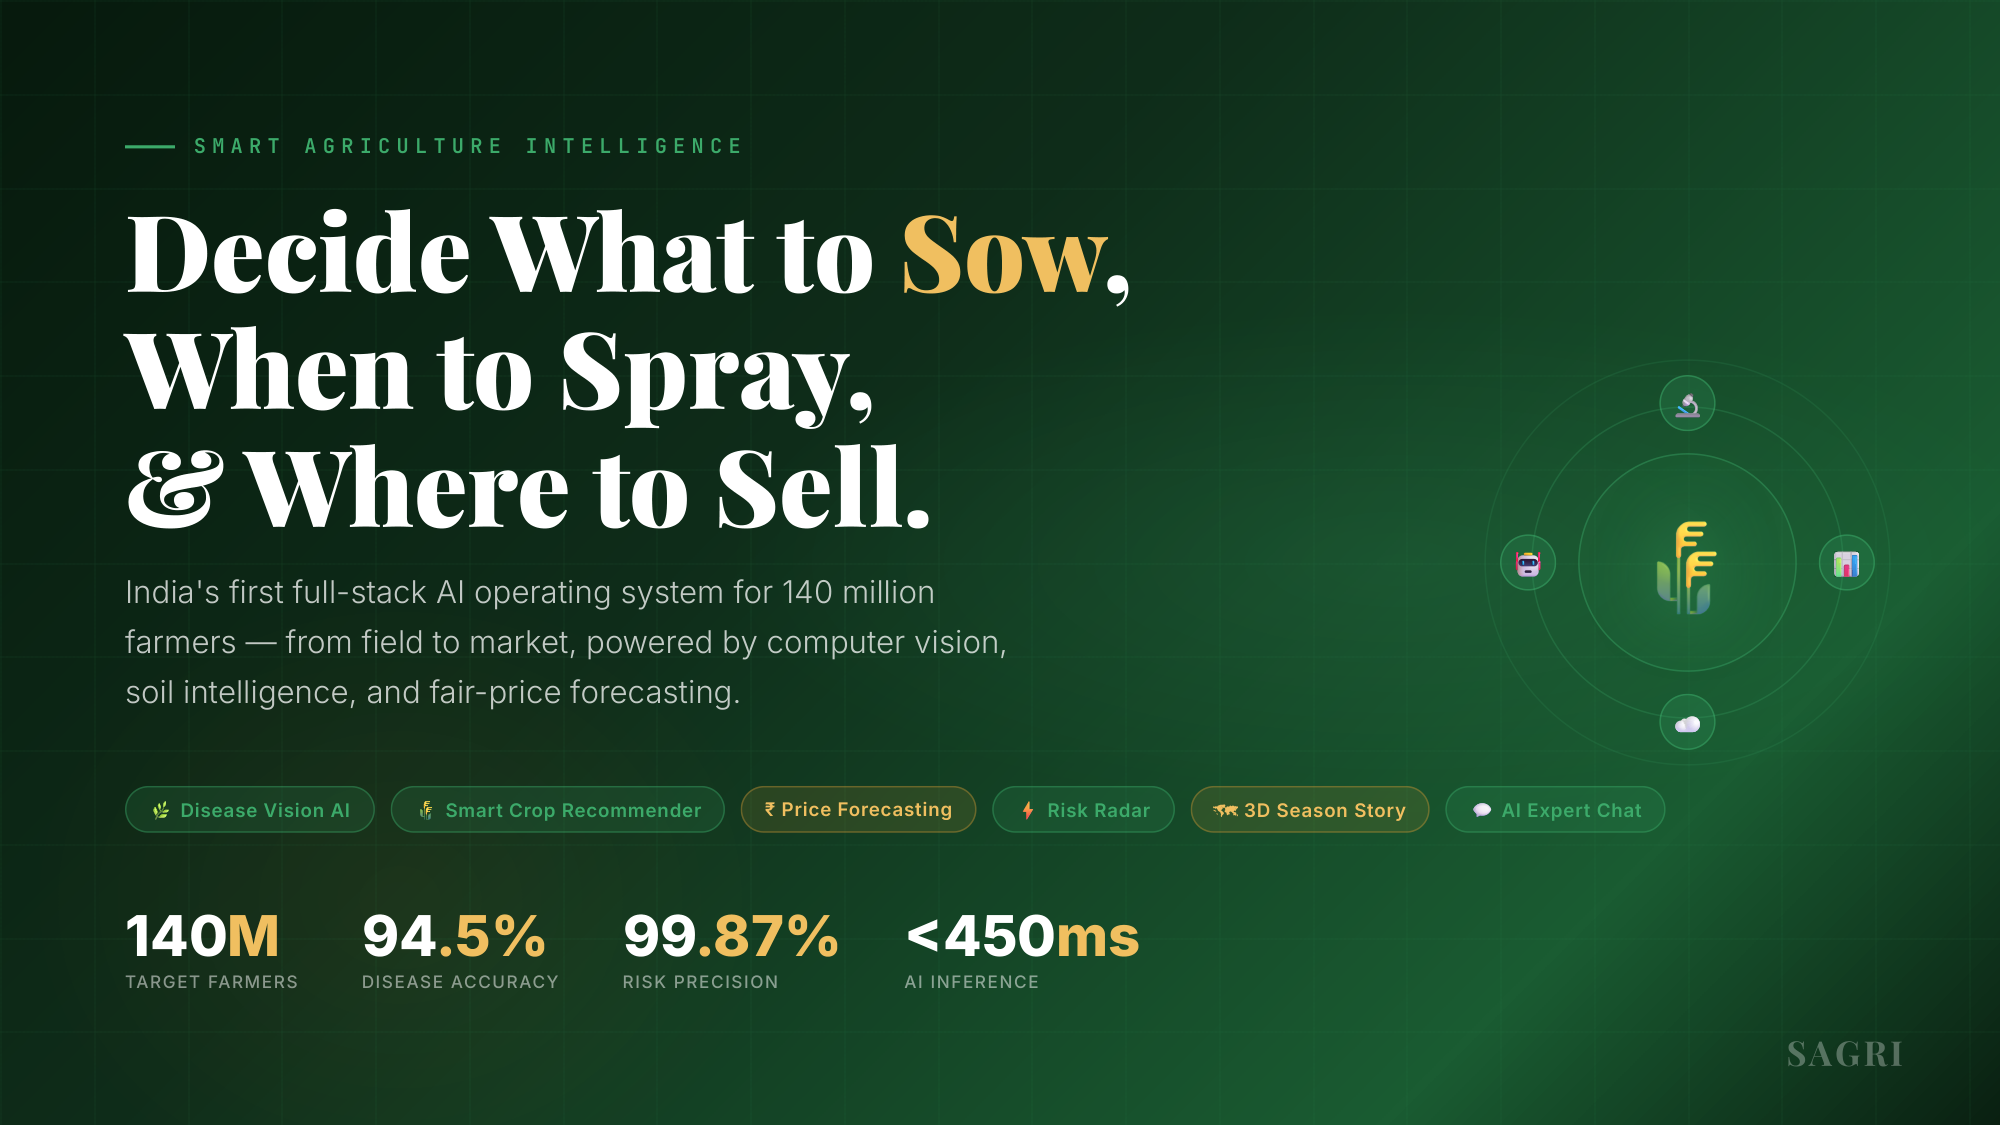 SMART AGRICULTURE INTELLIGENCE
Decide What to Sow,
When to Spray,
& Where to Sell.
India's first full-stack AI operating system for 140 million
farmers — from field to market, powered by computer vision,
soil intelligence, and fair-price forecasting.
Disease Vision AI
Smart Crop Recommender
₹ Price Forecasting
Risk Radar
3D Season Story
AI Expert Chat
140M
TARGET FARMERS
94.5%
DISEASE ACCURACY
99.87%
RISK PRECISION
<450ms
AI INFERENCE
SAGRI